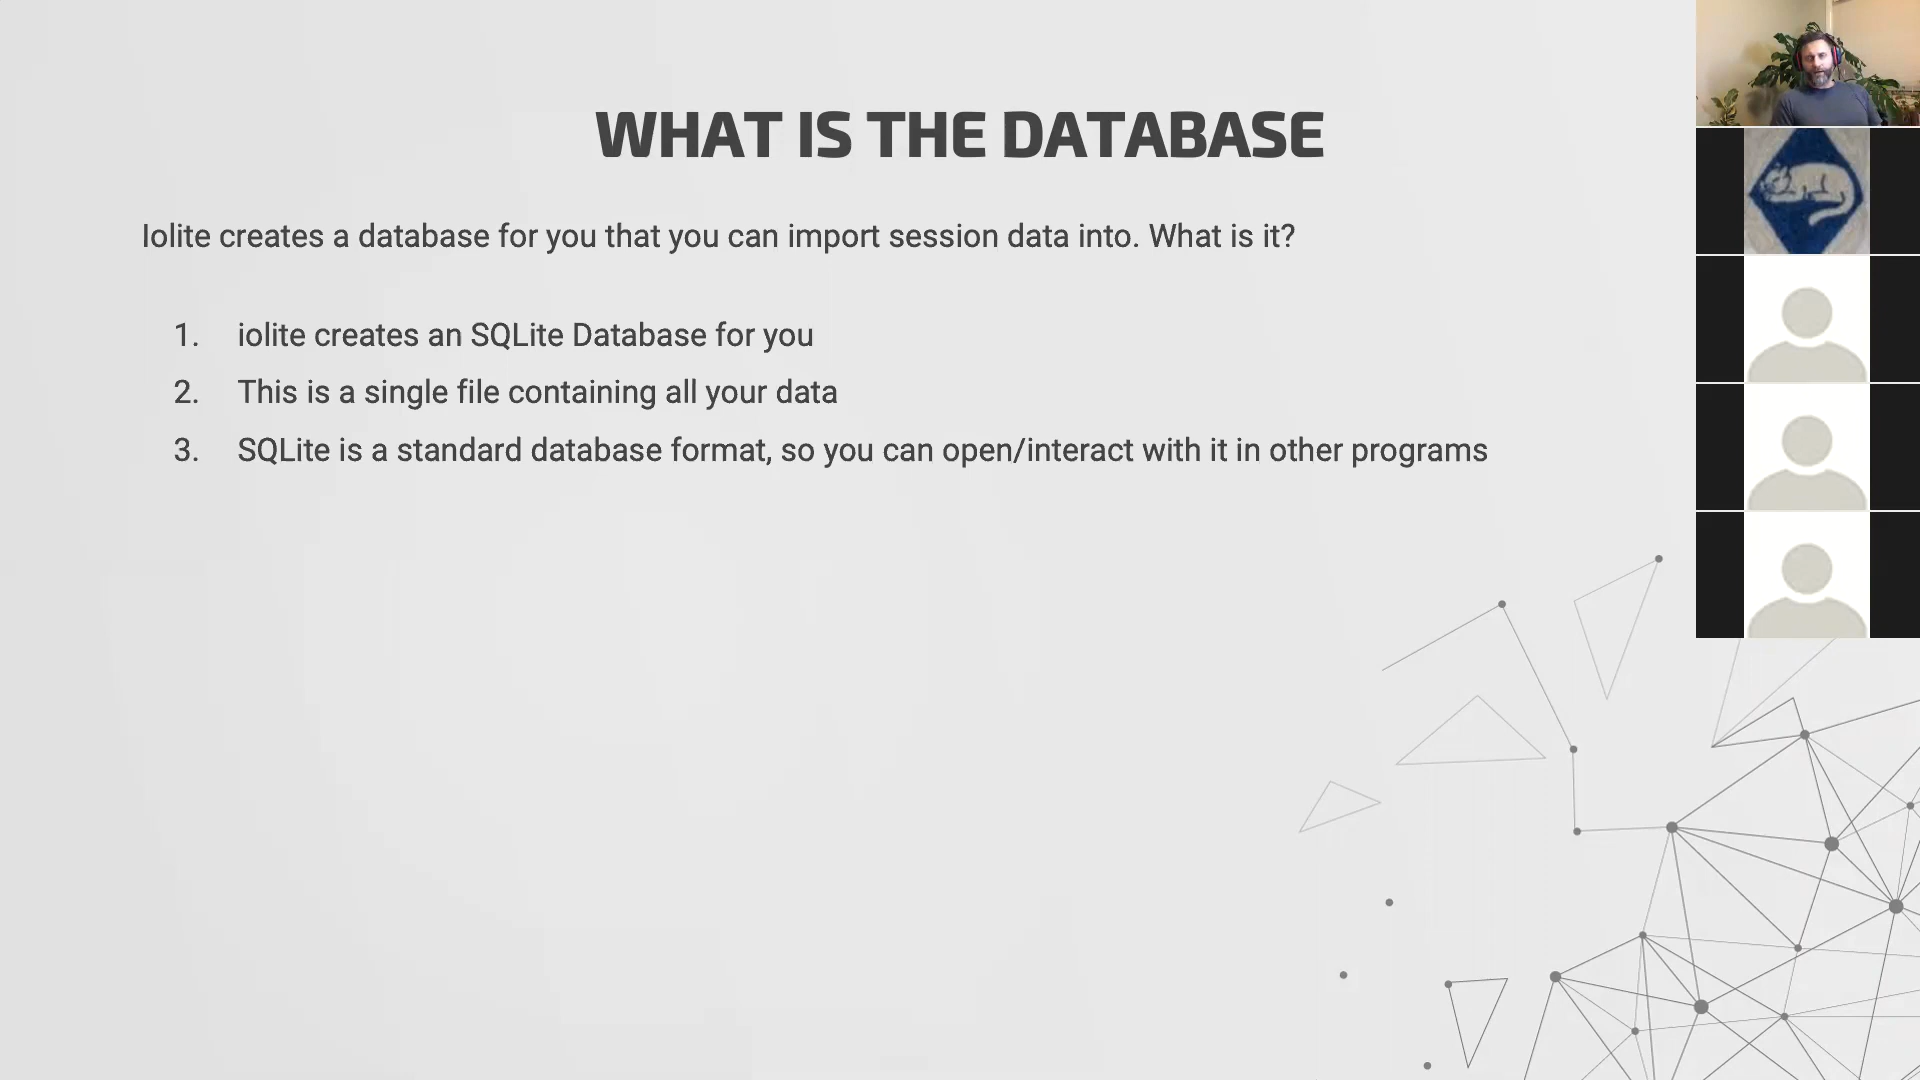 WHAT IS THE DATABASE
Iolite creates a database for you that you can import session data into. What is it?
1. iolite creates an SQLite Database for you
2. This is a single file containing all your data
3. SQLite is a standard database format, so you can open/interact with it in other programs